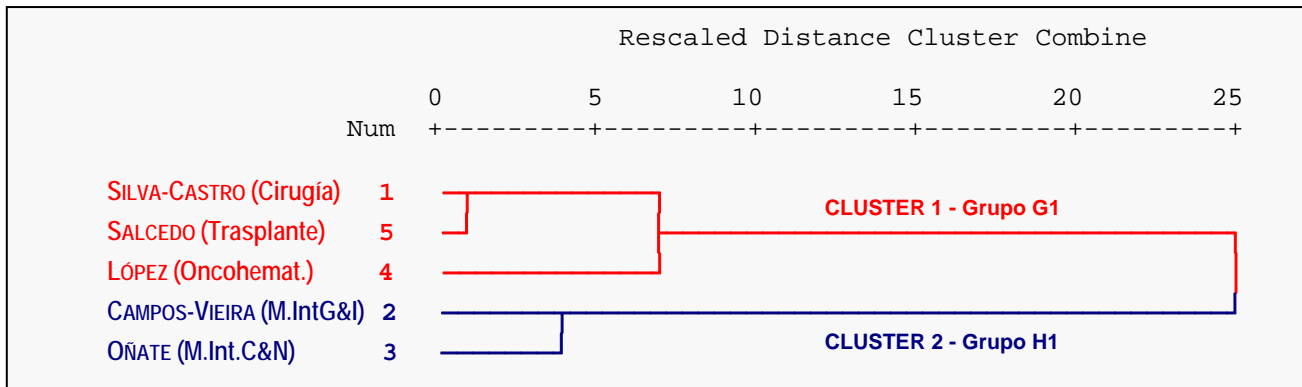 Rescaled Distance Cluster Combine
0 5 10 15 20 25
Num +---------+---------+---------+---------+---------+
SILVA-CASTRO (Cirugía) 1
CLUSTER 1 - Grupo G1
SALCEDO (Trasplante) 5
LÓPEZ (Oncohemat.) 4
CAMPOS-VIEIRA (M.IntG&I) 2
CLUSTER 2 - Grupo H1
OÑATE (M.Int.C&N) 3